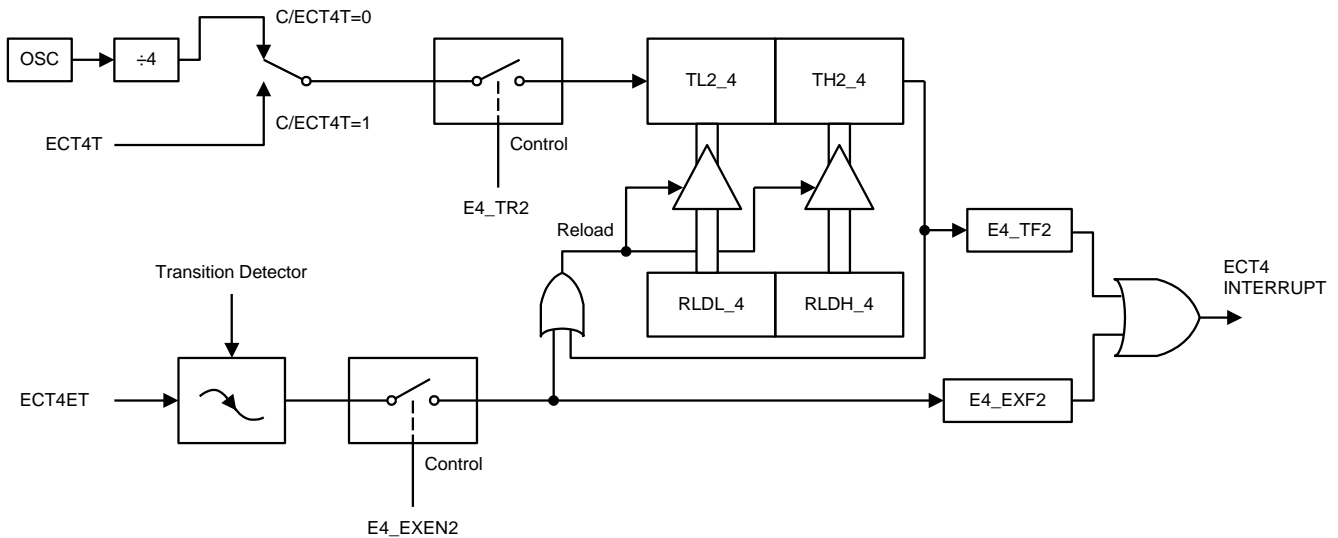 C/ECT4T=0
OSC
÷4
TL2_4
TH2_4
C/ECT4T=1
ECT4T
Control
E4_TR2
Reload
E4_TF2
Transition Detector
ECT4
INTERRUPT
RLDL_4
RLDH_4
ECT4ET
E4_EXF2
Control
E4_EXEN2